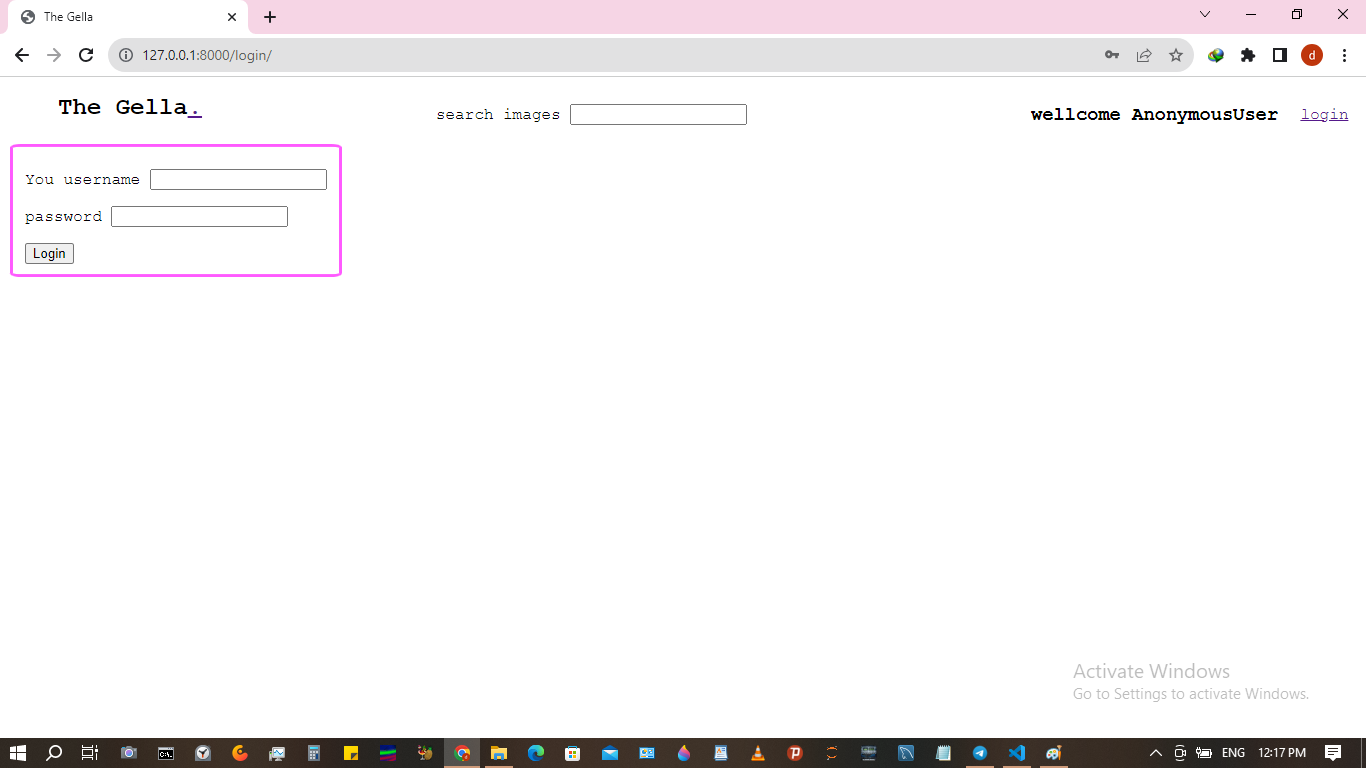 The Gella
127.0.0.1:8000/login/
d
The Gella.
search images
wellcome AnonymousUser login
You username
password
Login
Activate Windows
Go to Settings to activate Windows.
ENG 12:17 PM